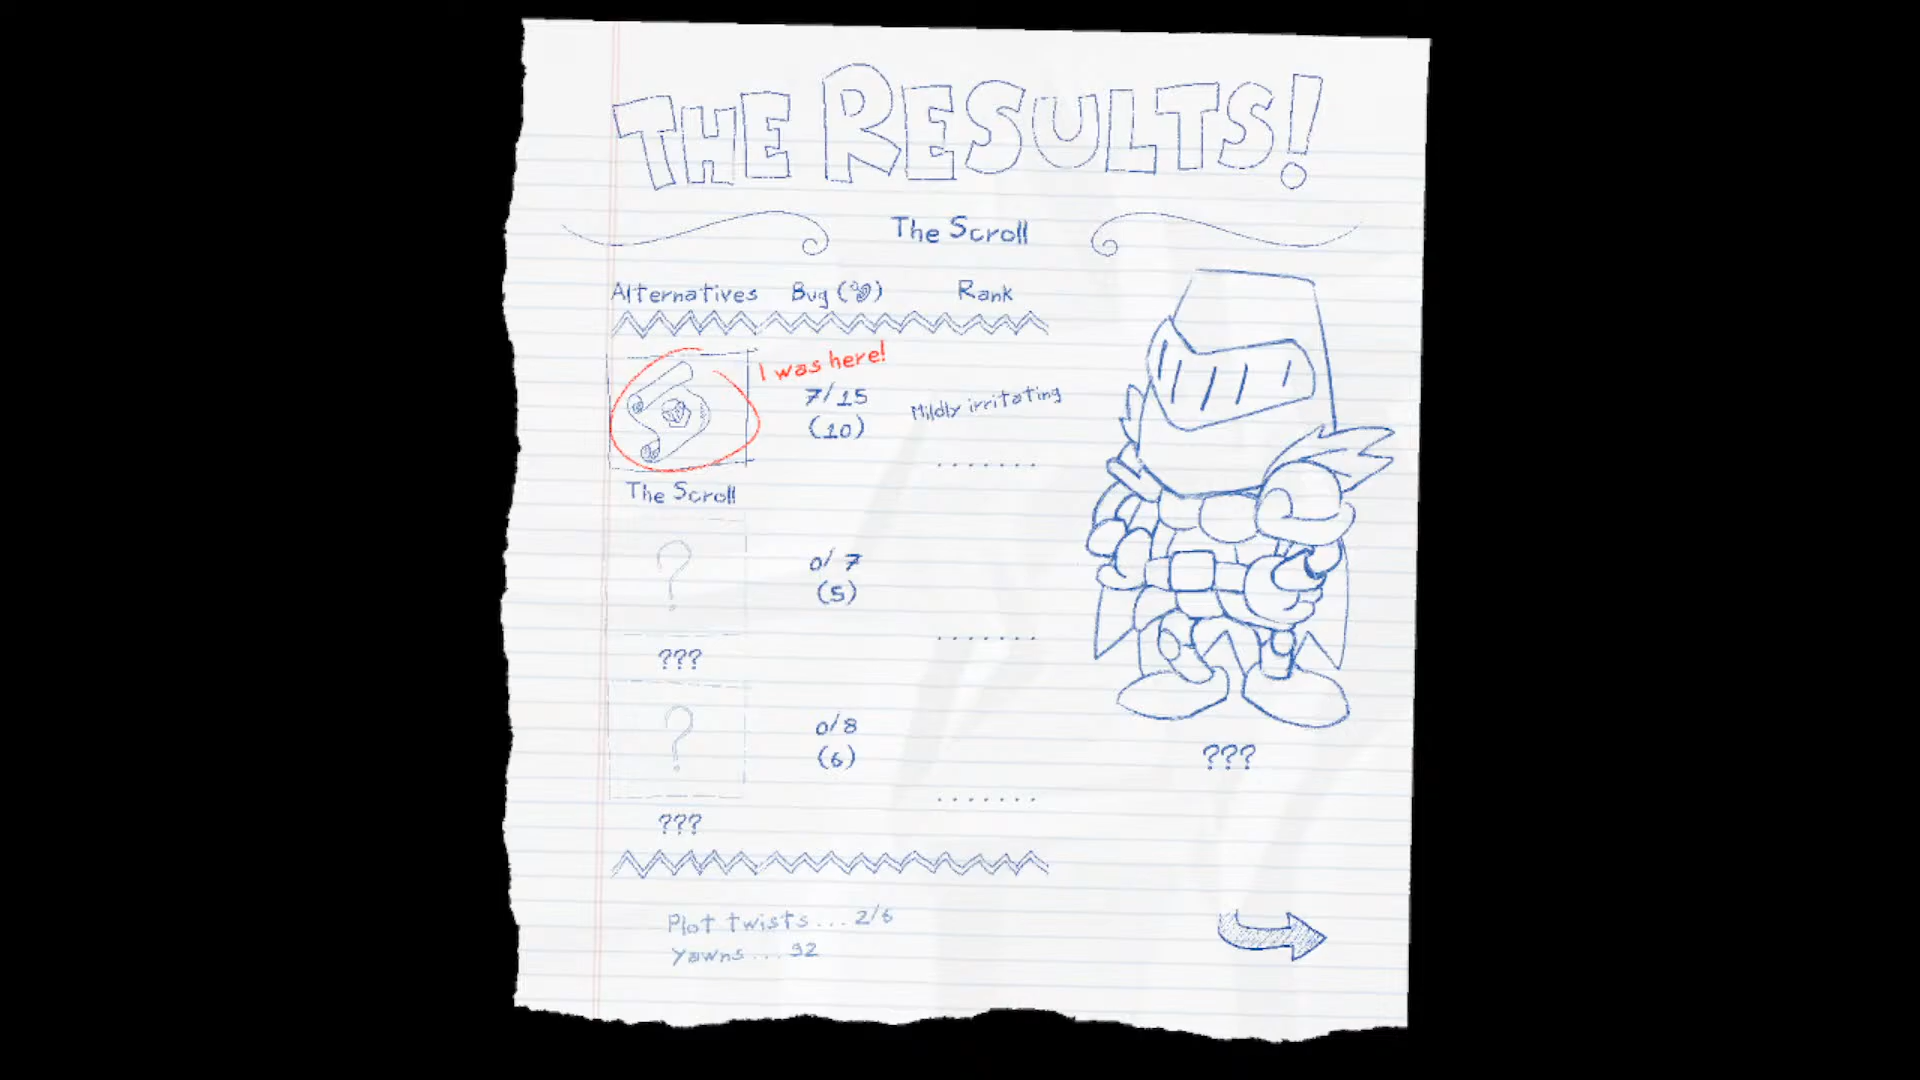 THE RESULTS!
The Scroll
Alternatives Bug ( ) Rank
I was here!
7/15
(10)
Mildly irritating
.......
The Scroll
?
0/7
(5)
.......
???
?
0/8
(6)
.......
???
???
Plot twists...2/6
Yawns...92